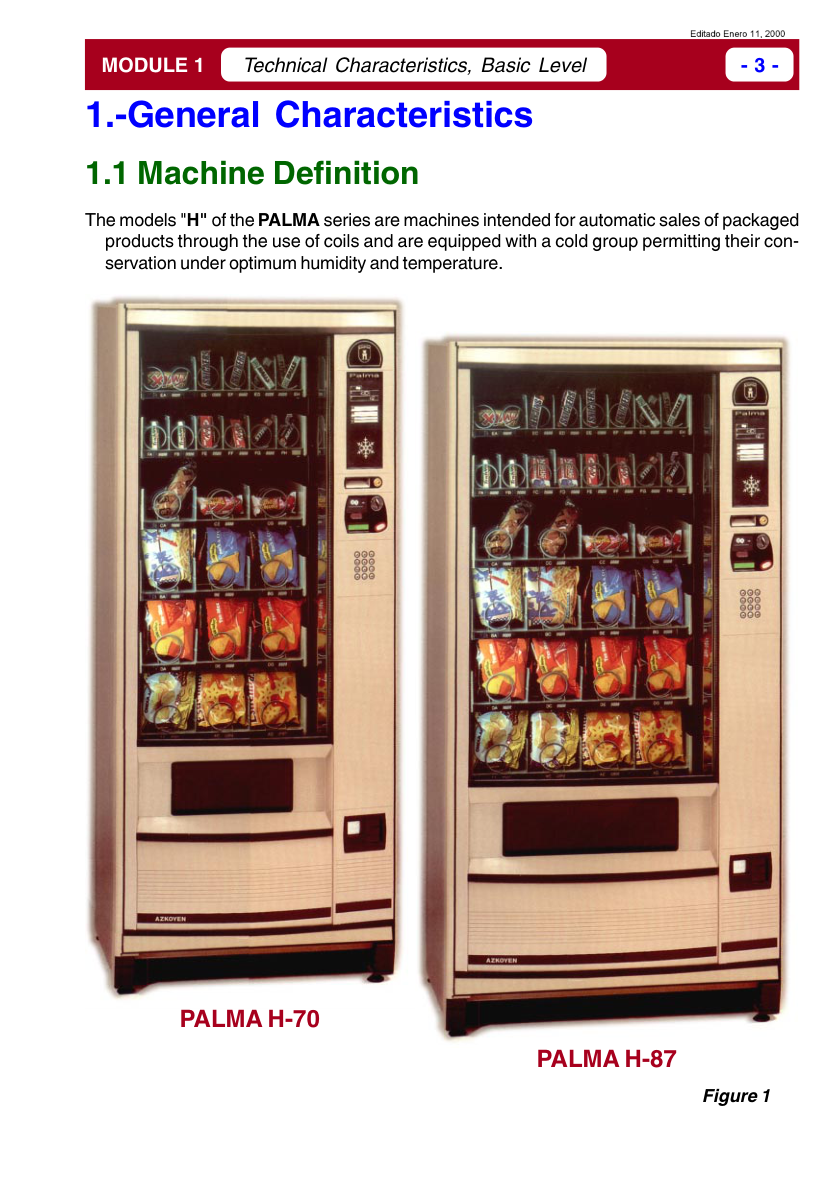 Editado Enero 11, 2000
MODULE 1
Technical Characteristics, Basic Level
- 3 -
1.-General Characteristics
1.1 Machine Definition
The models "H" of the PALMA series are machines intended for automatic sales of packaged
products through the use of coils and are equipped with a cold group permitting their con-
servation under optimum humidity and temperature.
Palma
Palma
AZKOYEN
AZKOYEN
PALMA H-70
PALMA H-87
Figure 1